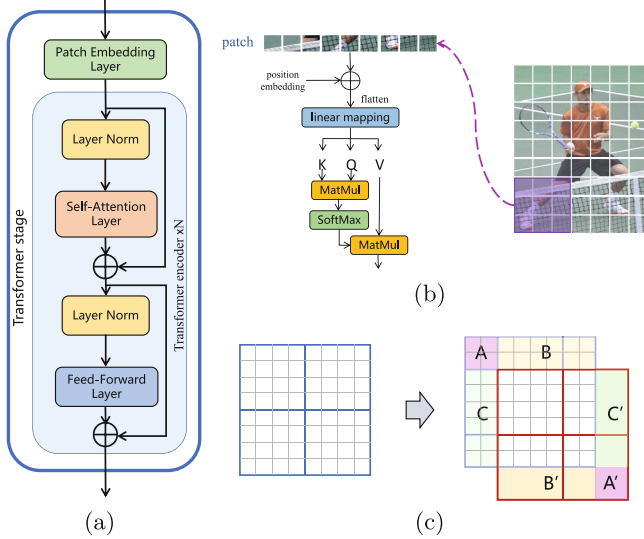 Patch Embedding
Layer
Layer Norm
Self-Attention
Layer
Layer Norm
Feed-Forward
Layer
Transformer stage
Transformer encoder xN
(a)
patch
position
embedding
flatten
linear mapping
K Q V
MatMul
SoftMax
MatMul
(b)
A B
C C'
B' A'
(c)